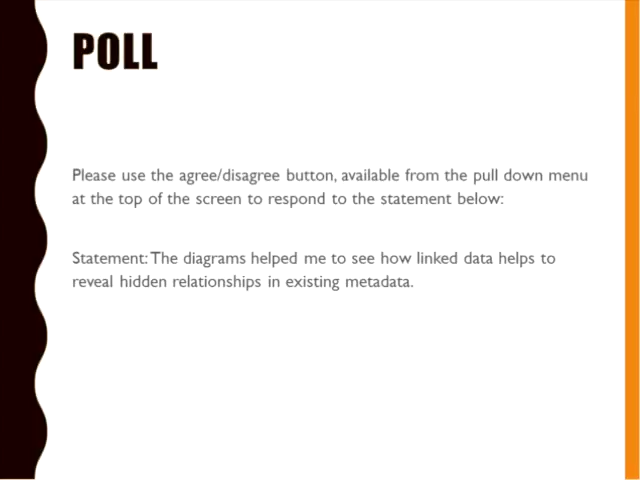 POLL
Please use the agree/disagree button, available from the pull down menu
at the top of the screen to respond to the statement below:
Statement: The diagrams helped me to see how linked data helps to
reveal hidden relationships in existing metadata.